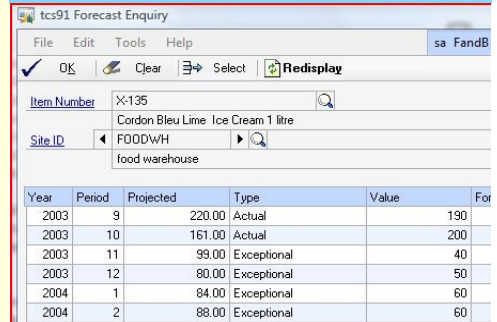 tcs91 Forecast Enquiry
File Edit Tools Help sa FandB
OK Clear Select Redisplay
Item Number X-135
Cordon Bleu Lime Ice Cream 1 litre
Site ID FOODWH
food warehouse
Year Period Projected Type Value For
2003 9 220.00 Actual 190
2003 10 161.00 Actual 200
2003 11 99.00 Exceptional 40
2003 12 80.00 Exceptional 50
2004 1 84.00 Exceptional 60
2004 2 88.00 Exceptional 60